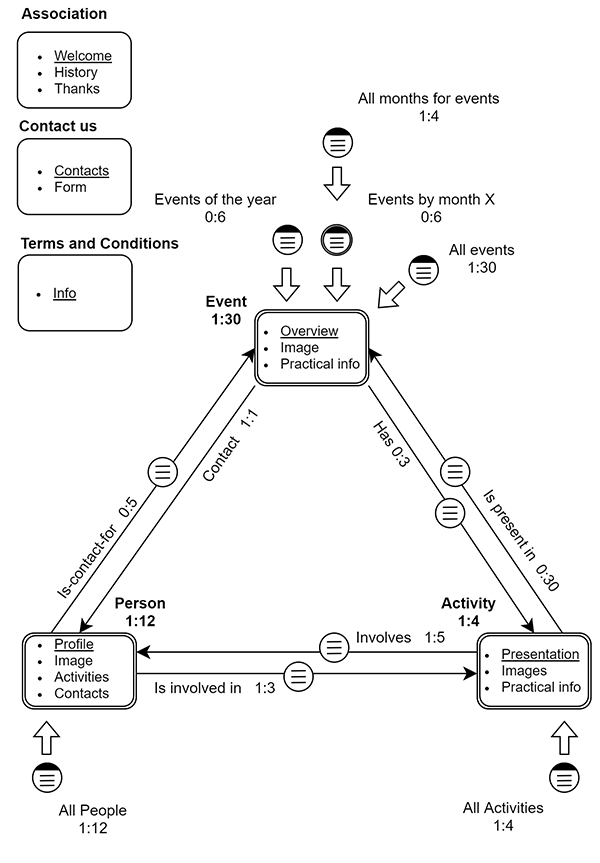 Association
• Welcome
• History
• Thanks
Contact us
• Contacts
• Form
Terms and Conditions
• Info
All months for events
1:4
Events of the year
0:6
Events by month X
0:6
All events
1:30
Event
1:30
• Overview
• Image
• Practical info
Is-contact-for 0:5
Contact 1:1
Has 0:3
Is present in 0:30
Person
1:12
• Profile
• Image
• Activities
• Contacts
Involves 1:5
Is involved in 1:3
Activity
1:4
• Presentation
• Images
• Practical info
All People
1:12
All Activities
1:4